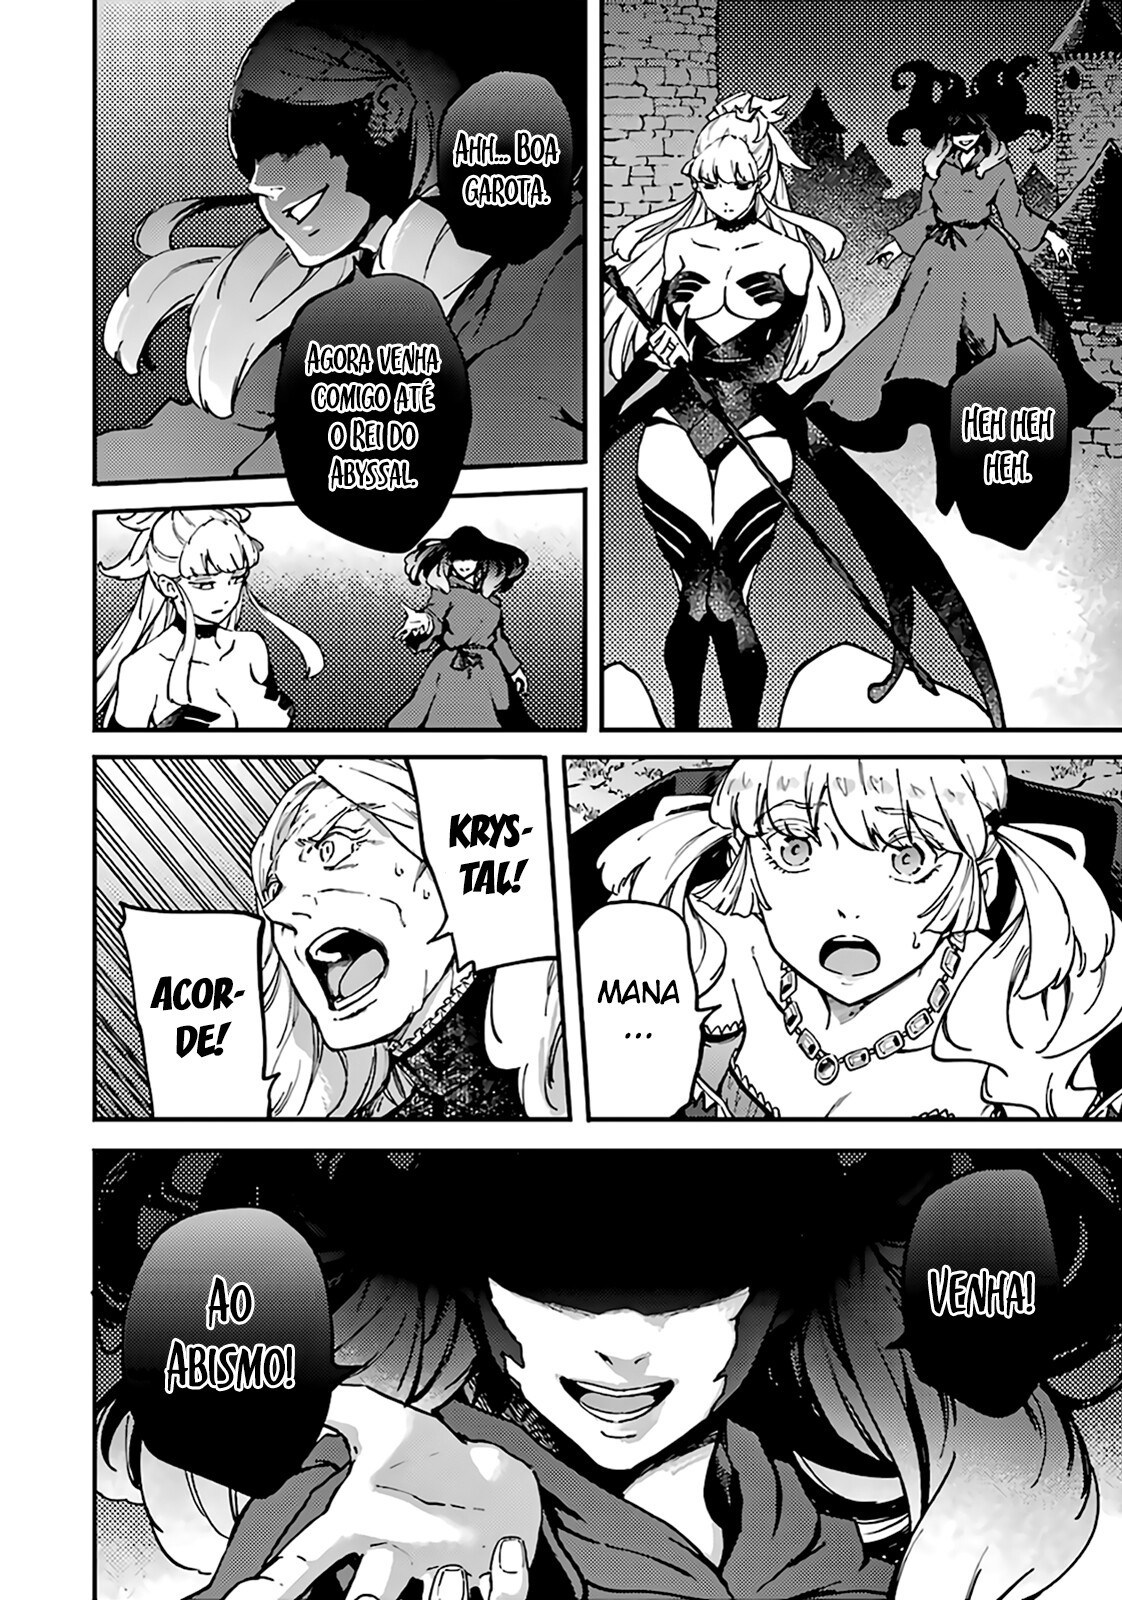 HEH HEH
HEH.
AHH... BOA
GAROTA.
AGORA VENHA
COMIGO ATÉ
O REI DO
ABYSSAL.
MANA
...
KRYS-
TAL!
ACOR-
DE!
VENHA!
AO
ABISMO!